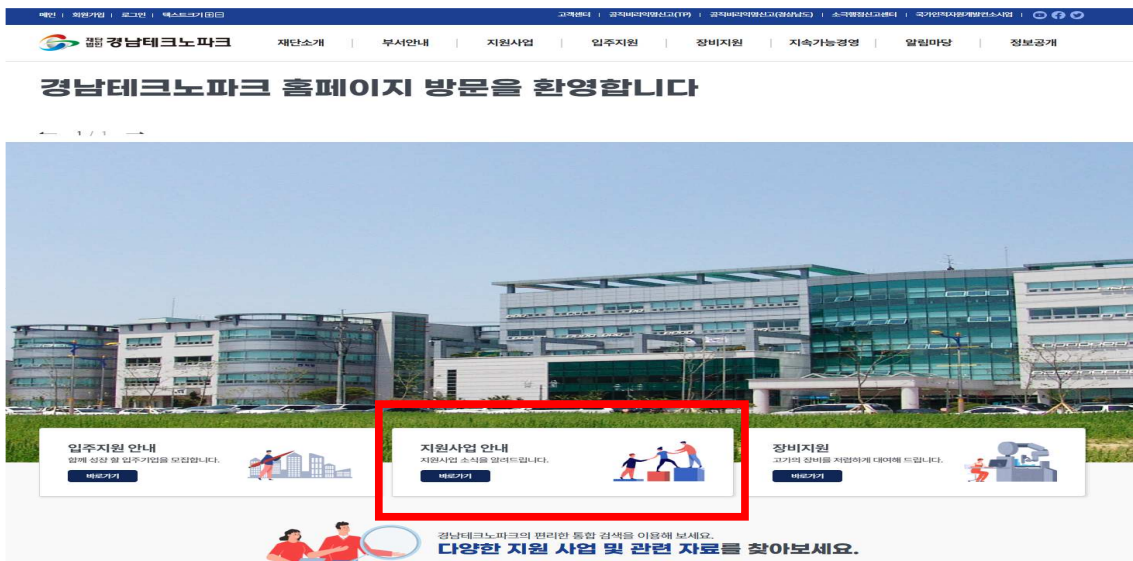 메인 | 회원가입 | 로그인 | 텍스트크기
고객센터 | 공직비리익명신고(TP) | 공직비리익명신고(경상남도) | 소극행정신고센터 | 국가인적자원개발컨소시엄
재단법인 경남테크노파크
재단소개 | 부서안내 | 지원사업 | 입주지원 | 장비지원 | 지속가능경영 | 알림마당 | 정보공개
경남테크노파크 홈페이지 방문을 환영합니다
입주지원 안내
함께 성장 할 입주기업을 모집합니다.
바로가기
지원사업 안내
지원사업 소식을 알려드립니다.
바로가기
장비지원
고가의 장비를 저렴하게 대여해 드립니다.
바로가기
경남테크노파크의 편리한 통합 검색을 이용해 보세요.
다양한 지원 사업 및 관련 자료를 찾아보세요.